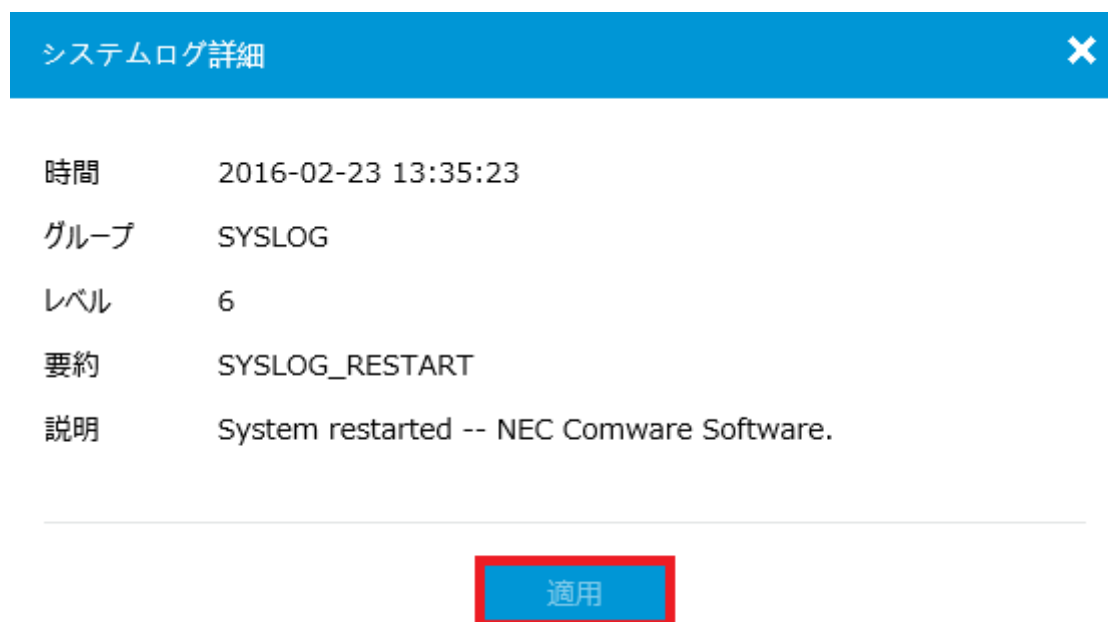 システムログ詳細
時間 2016-02-23 13:35:23
グループ SYSLOG
レベル 6
要約 SYSLOG_RESTART
説明 System restarted -- NEC Comware Software.
適用